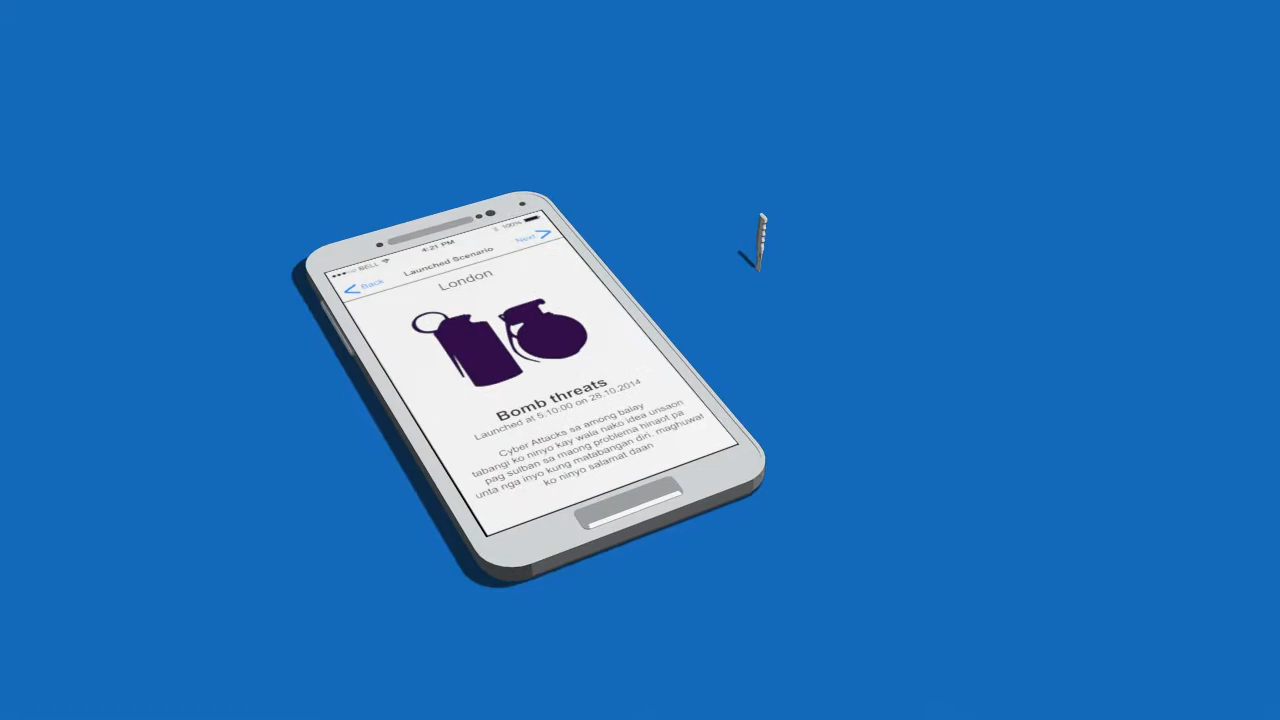 BELL 4:21 PM 100%
Back Launched Scenario Next
London
Bomb threats
Launched at 5:10:00 on 28.10.2014
Cyber Attacks sa among balay
tabangi ko ninyo kay wala nako idea unsaon
pag sulban sa maong problema hinaot pa
unta nga inyo kung matabangan diri. maghuwat
ko ninyo salamat daan